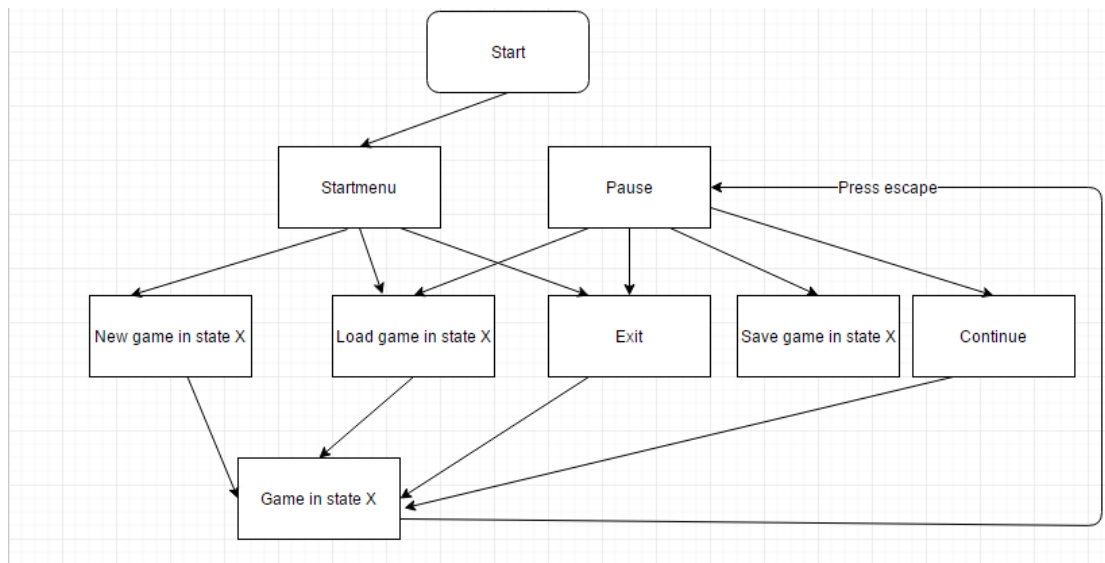 Start
Startmenu
Pause
Press escape
New game in state X
Load game in state X
Exit
Save game in state X
Continue
Game in state X